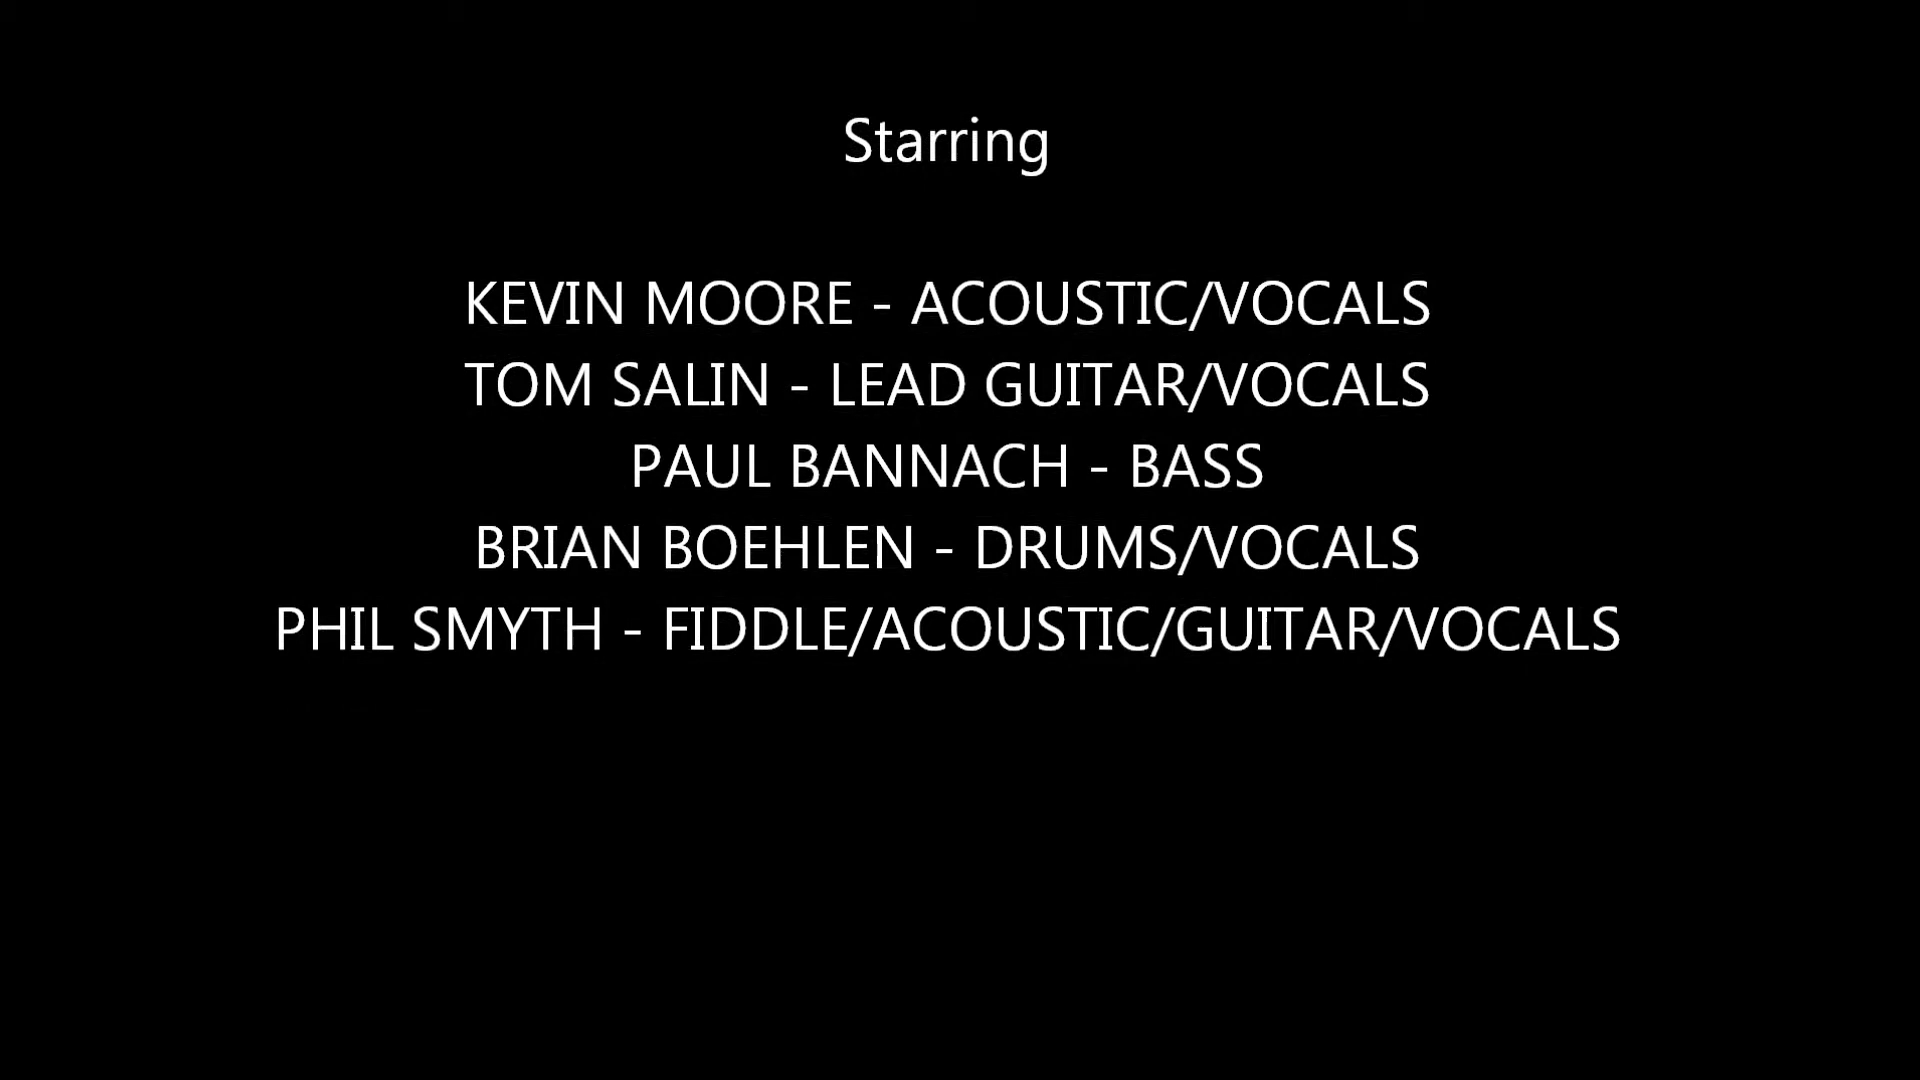 Starring
KEVIN MOORE - ACOUSTIC/VOCALS
TOM SALIN - LEAD GUITAR/VOCALS
PAUL BANNACH - BASS
BRIAN BOEHLEN - DRUMS/VOCALS
PHIL SMYTH - FIDDLE/ACOUSTIC/GUITAR/VOCALS